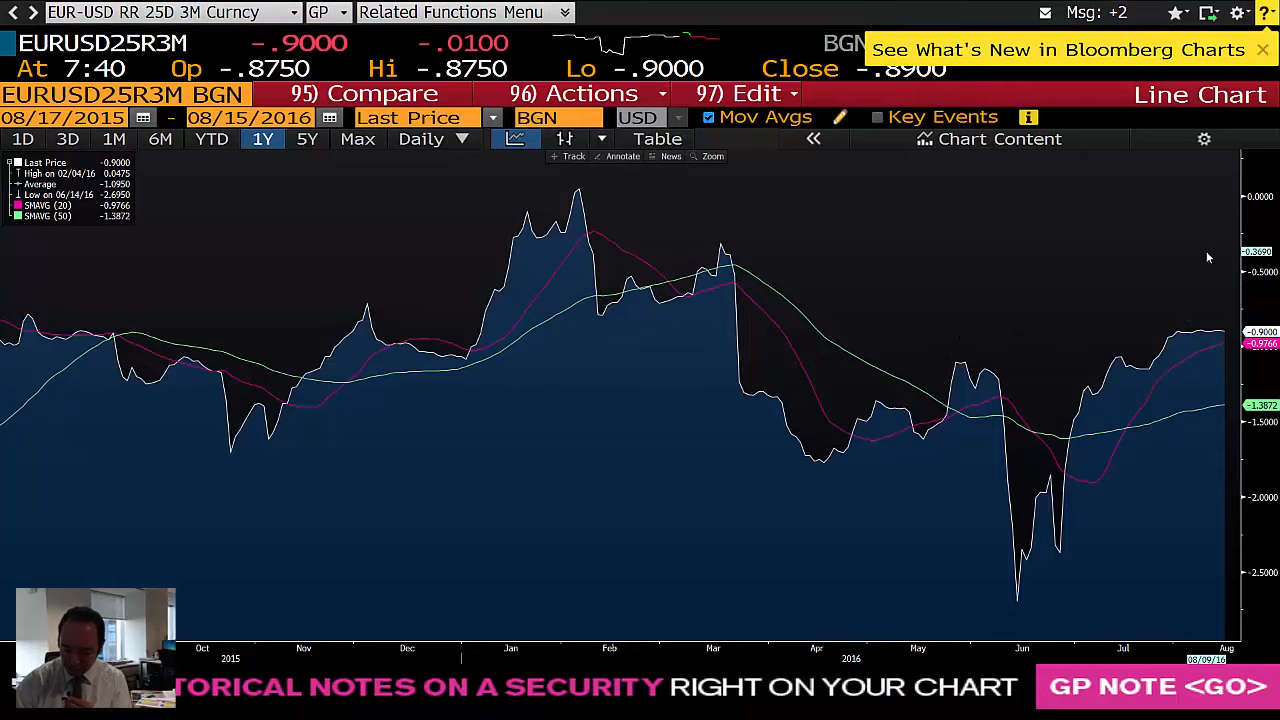 EUR-USD RR 25D 3M Curncy GP Related Functions Menu Msg: +2 ?
EURUSD25R3M -.9000 -.0100 BGN
See What's New in Bloomberg Charts
At 7:40 Op -.8750 Hi -.8750 Lo -.9000 Close -.8900
EURUSD25R3M BGN 95) Compare 96) Actions 97) Edit Line Chart
08/17/2015 - 08/15/2016 Last Price BGN USD Mov Avgs Key Events i
1D 3D 1M 6M YTD 1Y 5Y Max Daily Table Chart Content
Track Annotate News Zoom
Last Price -0.9000
High on 02/04/16 0.0475
Average -1.0950
Low on 06/14/16 -2.6950
SMAVG (20) -0.9766
SMAVG (50) -1.3872
0.0000
-0.3690
-0.5000
-0.9000
-0.9766
-1.3872
-1.5000
-2.0000
-2.5000
Oct Nov Dec Jan Feb Mar Apr May Jun Jul Aug
2015 2016 08/09/16
TORICAL NOTES ON A SECURITY RIGHT ON YOUR CHART GP NOTE <GO>